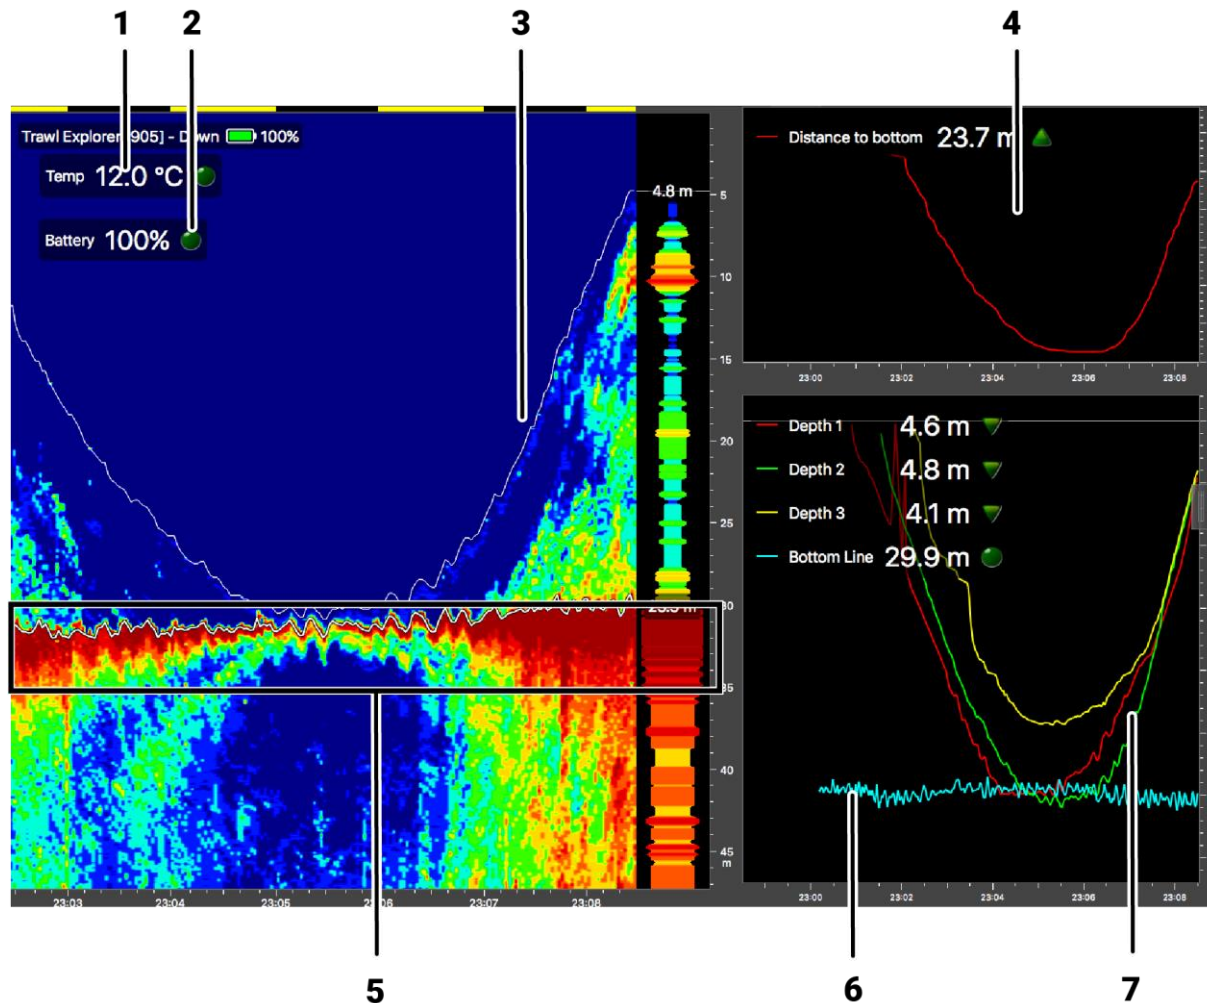 1 2 3 4
Trawl Explorer [905] - Down 100%
Temp 12.0 °C
Battery 100%
4.8 m
5
10
15
20
25
30
35
40
45
m
23:03 23:04 23:05 23:06 23:07 23:08
Distance to bottom 23.7 m
23:00 23:02 23:04 23:06 23:08
Depth 1 4.6 m
Depth 2 4.8 m
Depth 3 4.1 m
Bottom Line 29.9 m
23:00 23:02 23:04 23:06 23:08
5 6 7